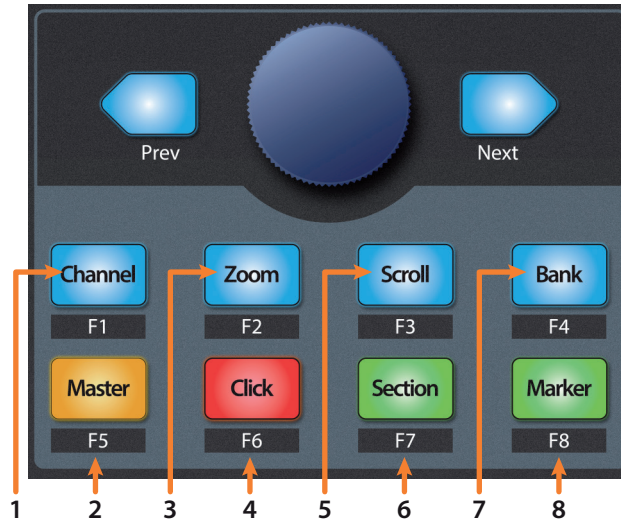 Prev Next
Channel Zoom Scroll Bank
F1 F2 F3 F4
Master Click Section Marker
F5 F6 F7 F8
1 2 3 4 5 6 7 8